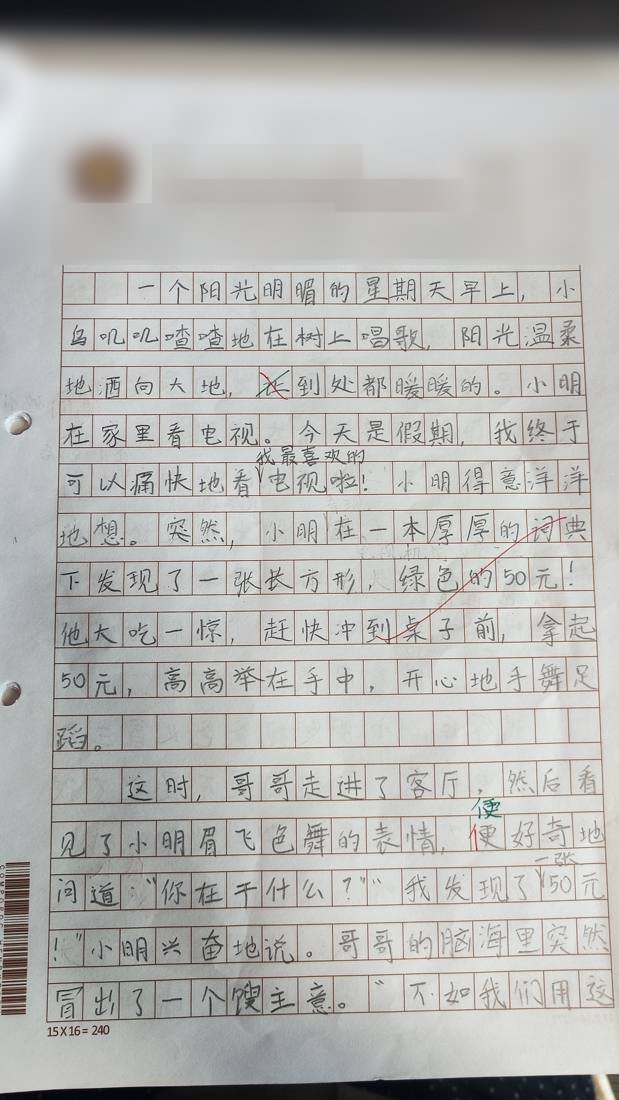 一个阳光明媚的星期天早上，小
鸟叽叽喳喳地在树上唱歌，阳光温柔
地洒向大地，到处都暖暖的。小明
在家里看电视。今天是假期，我终于
我最喜欢的
可以痛快地看电视啦！小明得意洋洋
地想。突然，小明在一本厚厚的词典
下发现了一张长方形，绿色的50元！
他大吃一惊，赶快冲到桌子前，拿起
50元，高高举在手中，开心地手舞足
蹈。
这时，哥哥走进了客厅，然后看
便
见了小明眉飞色舞的表情，便好奇地
一张
问道：“你在干什么？”“我发现了50元
！”小明兴奋地说。哥哥的脑海里突然
冒出了一个馊主意。“不如我们用这
15X16=240